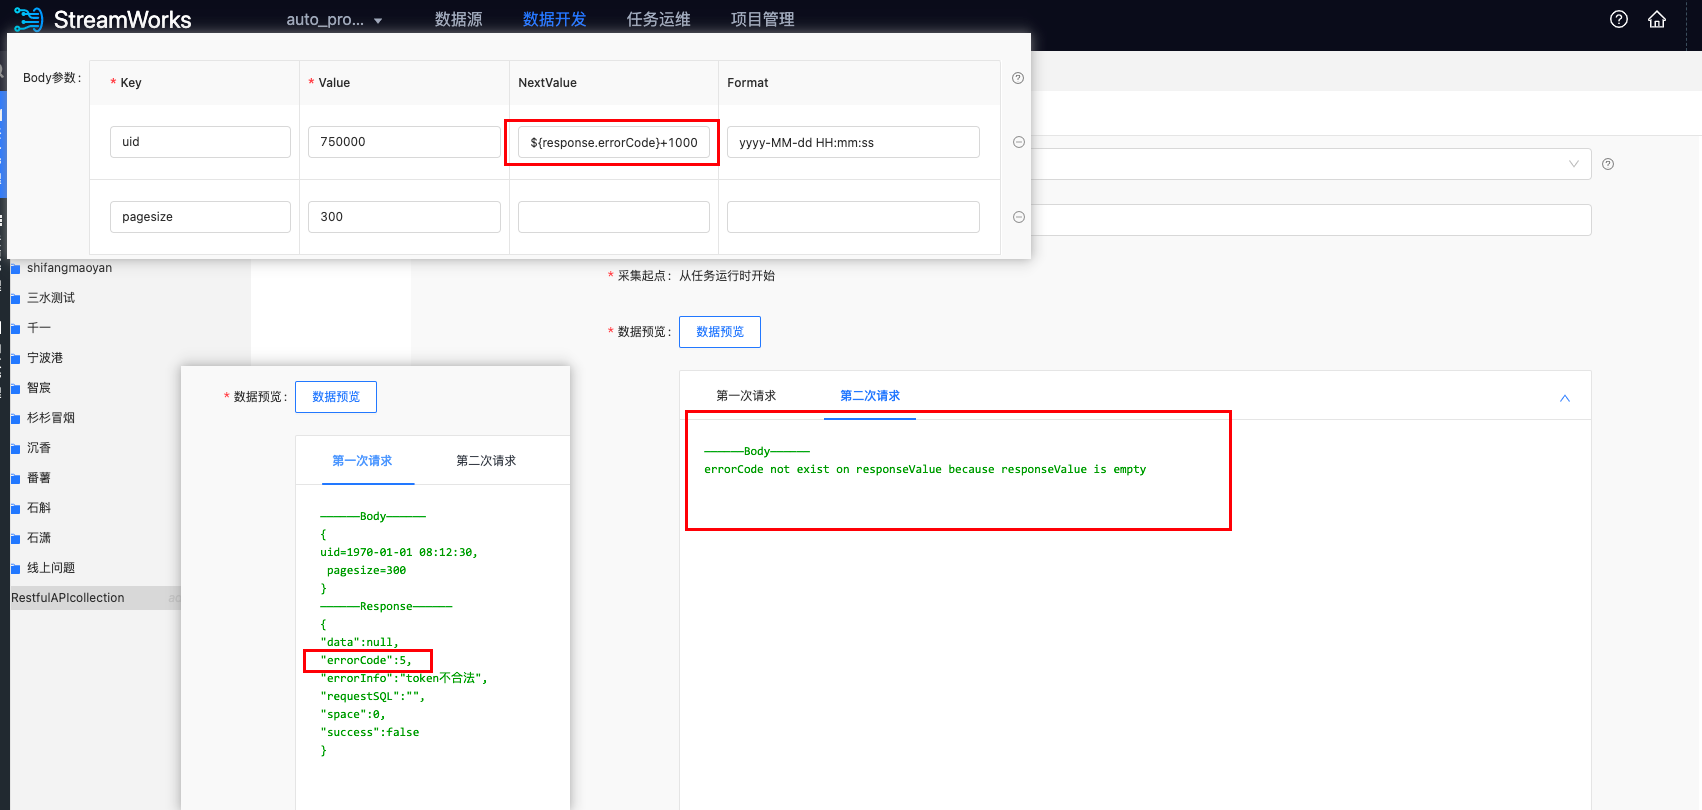 StreamWorks
auto_pro...
数据源
数据开发
任务运维
项目管理
Body参数：
* Key
* Value
NextValue
Format
uid
750000
${response.errorCode}+1000
yyyy-MM-dd HH:mm:ss
pagesize
300
shifangmaoyan
三水测试
千一
宁波港
智宸
杉杉冒烟
沉香
番薯
石斛
石潇
线上问题
RestfulAPIcollection
* 采集起点：从任务运行时开始
* 数据预览：
数据预览
第一次请求
第二次请求
——————Body——————
errorCode not exist on responseValue because responseValue is empty
* 数据预览：
数据预览
第一次请求
第二次请求
——————Body——————
{
uid=1970-01-01 08:12:30,
pagesize=300
}
——————Response——————
{
"data":null,
"errorCode":5,
"errorInfo":"token不合法",
"requestSQL":"",
"space":0,
"success":false
}